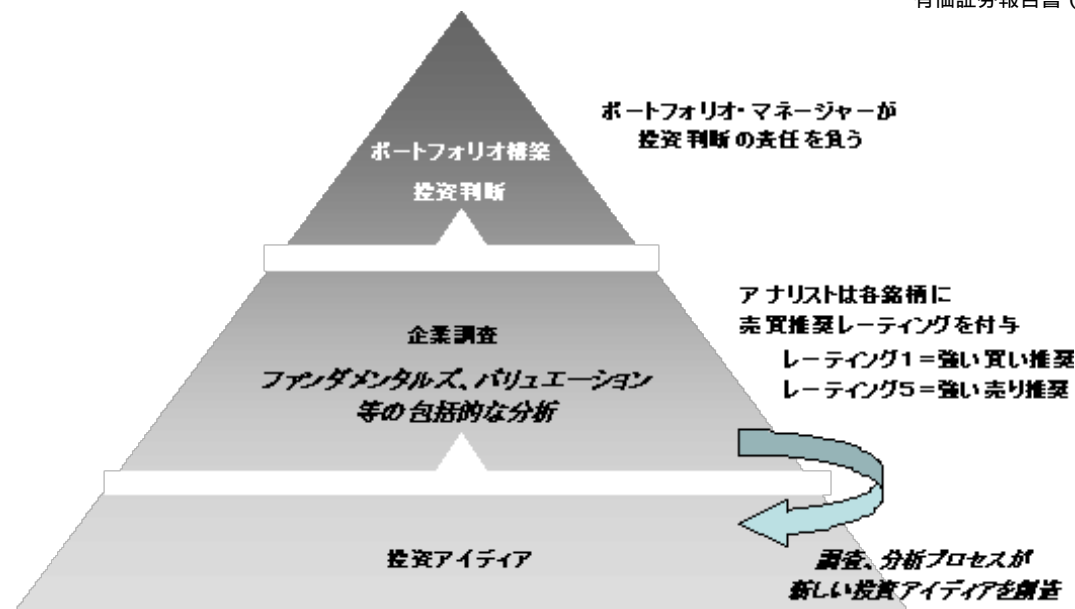 有価証券報告書（
ポートフォリオ・マネージャーが
投資判断の責任を負う
ポートフォリオ構築
投資判断
アナリストは各銘柄に
売買推奨レーティングを付与
レーティング1＝強い買い推奨
レーティング5＝強い売り推奨
企業調査
ファンダメンタルズ、バリュエーション
等の包括的な分析
投資アイディア
調査、分析プロセスが
新しい投資アイディアを創造